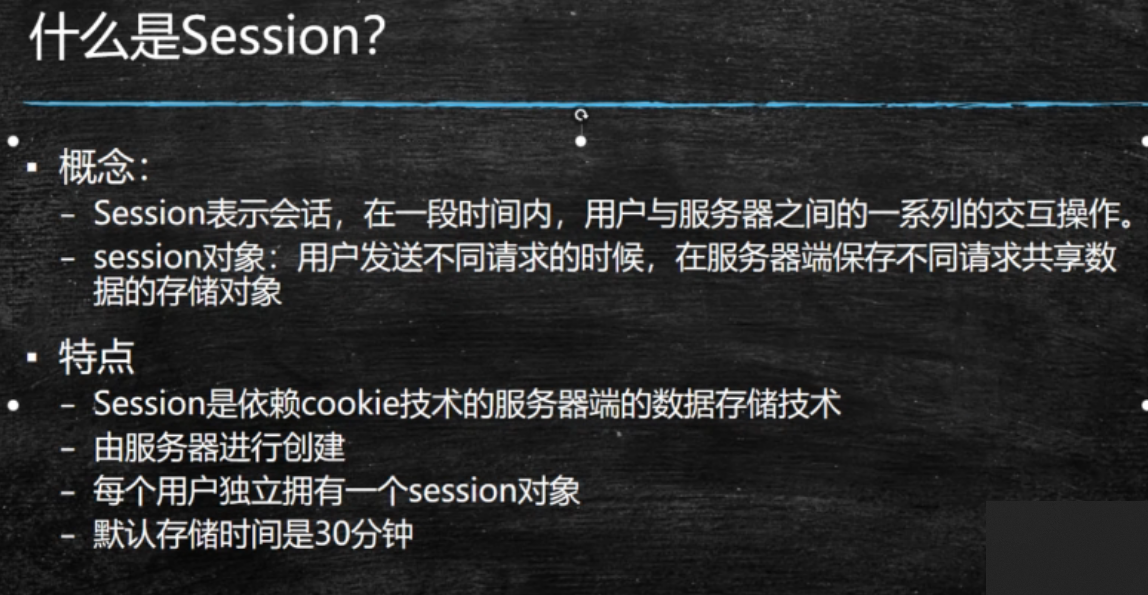 什么是Session？
▪ 概念：
– Session表示会话，在一段时间内，用户与服务器之间的一系列的交互操作。
– session对象：用户发送不同请求的时候，在服务器端保存不同请求共享数
据的存储对象
▪ 特点
– Session是依赖cookie技术的服务器端的数据存储技术
– 由服务器进行创建
– 每个用户独立拥有一个session对象
– 默认存储时间是30分钟